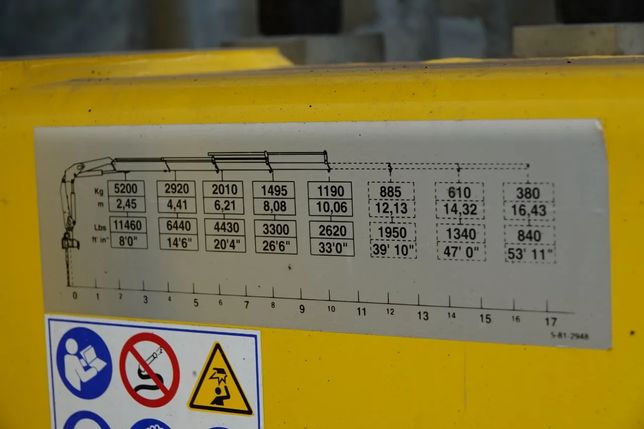 Kg 5200 2920 2010 1495 1190 885 610 380
m 2,45 4,41 6,21 8,08 10,06 12,13 14,32 16,43
Lbs 11460 6440 4430 3300 2620 1950 1340 840
ft' in" 8'0" 14'6" 20'4" 26'6" 33'0" 39' 10" 47' 0" 53' 11"
0 1 2 3 4 5 6 7 8 9 10 11 12 13 14 15 16 17
S-81-2948